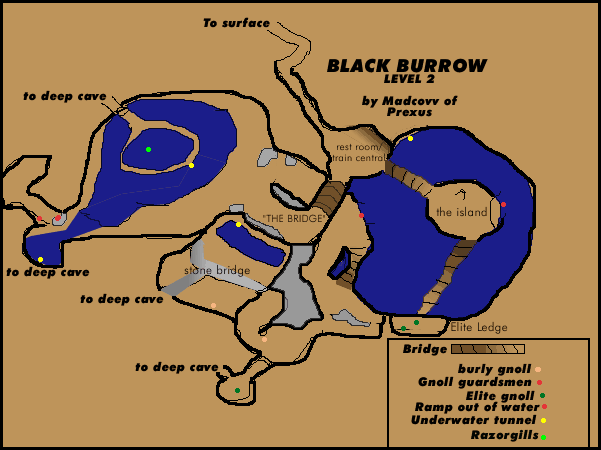 To surface
BLACK BURROW
LEVEL 2
by Madcovv of
Prexus
to deep cave
rest room/
train central
the island
"THE BRIDGE"
to deep cave
stone bridge
to deep cave
Elite Ledge
to deep cave
Bridge
burly gnoll
Gnoll guardsmen
Elite gnoll
Ramp out of water
Underwater tunnel
Razorgills